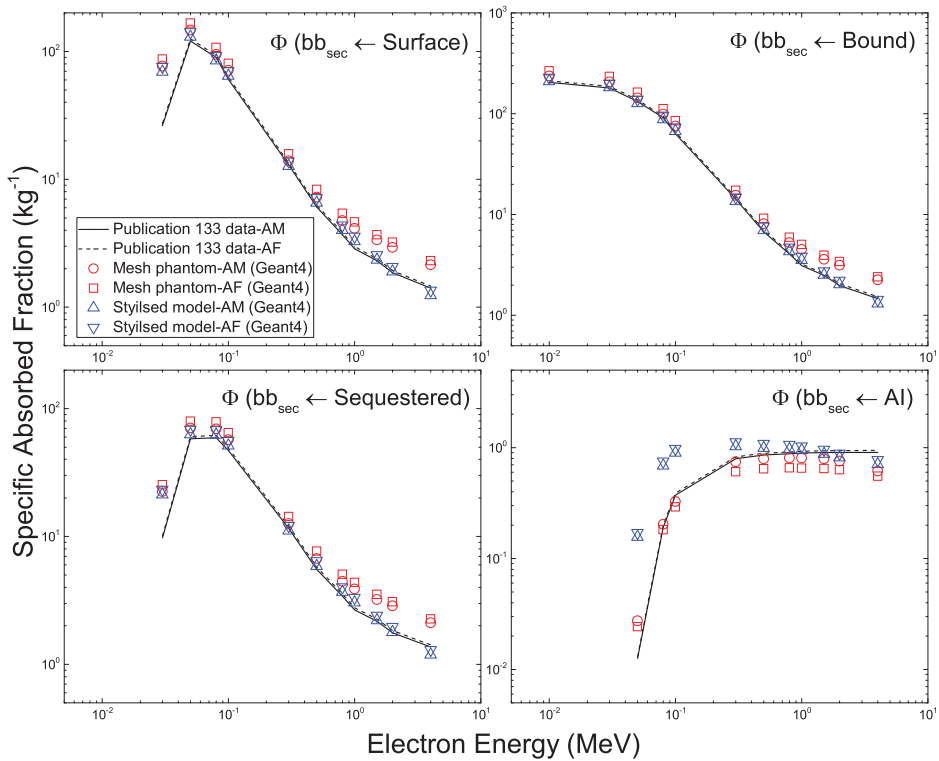 Φ (bb_sec ← Surface)
10²
10¹
10⁰
Publication 133 data-AM
Publication 133 data-AF
Mesh phantom-AM (Geant4)
Mesh phantom-AF (Geant4)
Styilsed model-AM (Geant4)
Styilsed model-AF (Geant4)
10⁻² 10⁻¹ 10⁰ 10¹
Φ (bb_sec ← Bound)
10³
10²
10¹
10⁰
10⁻² 10⁻¹ 10⁰ 10¹
Φ (bb_sec ← Sequestered)
10²
10¹
10⁰
10⁻² 10⁻¹ 10⁰ 10¹
Φ (bb_sec ← AI)
10⁰
10⁻¹
10⁻²
10⁻² 10⁻¹ 10⁰ 10¹
Specific Absorbed Fraction (kg⁻¹)
Electron Energy (MeV)